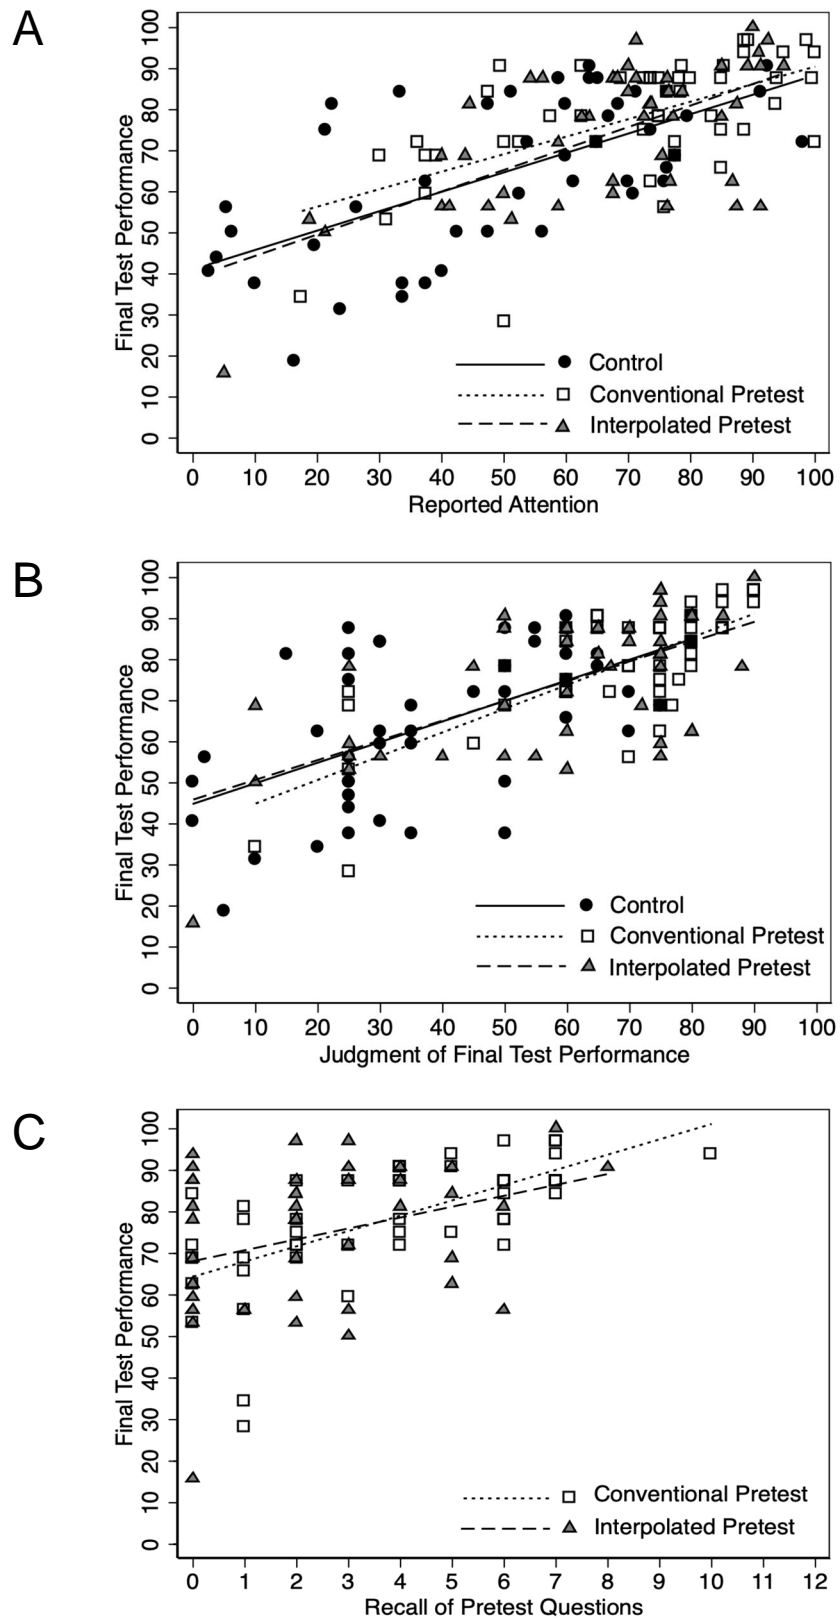 A
Final Test Performance
100
90
80
70
60
50
40
30
20
10
0
Control
Conventional Pretest
Interpolated Pretest
0 10 20 30 40 50 60 70 80 90 100
Reported Attention
B
Final Test Performance
100
90
80
70
60
50
40
30
20
10
0
Control
Conventional Pretest
Interpolated Pretest
0 10 20 30 40 50 60 70 80 90 100
Judgment of Final Test Performance
C
Final Test Performance
100
90
80
70
60
50
40
30
20
10
0
Conventional Pretest
Interpolated Pretest
0 1 2 3 4 5 6 7 8 9 10 11 12
Recall of Pretest Questions